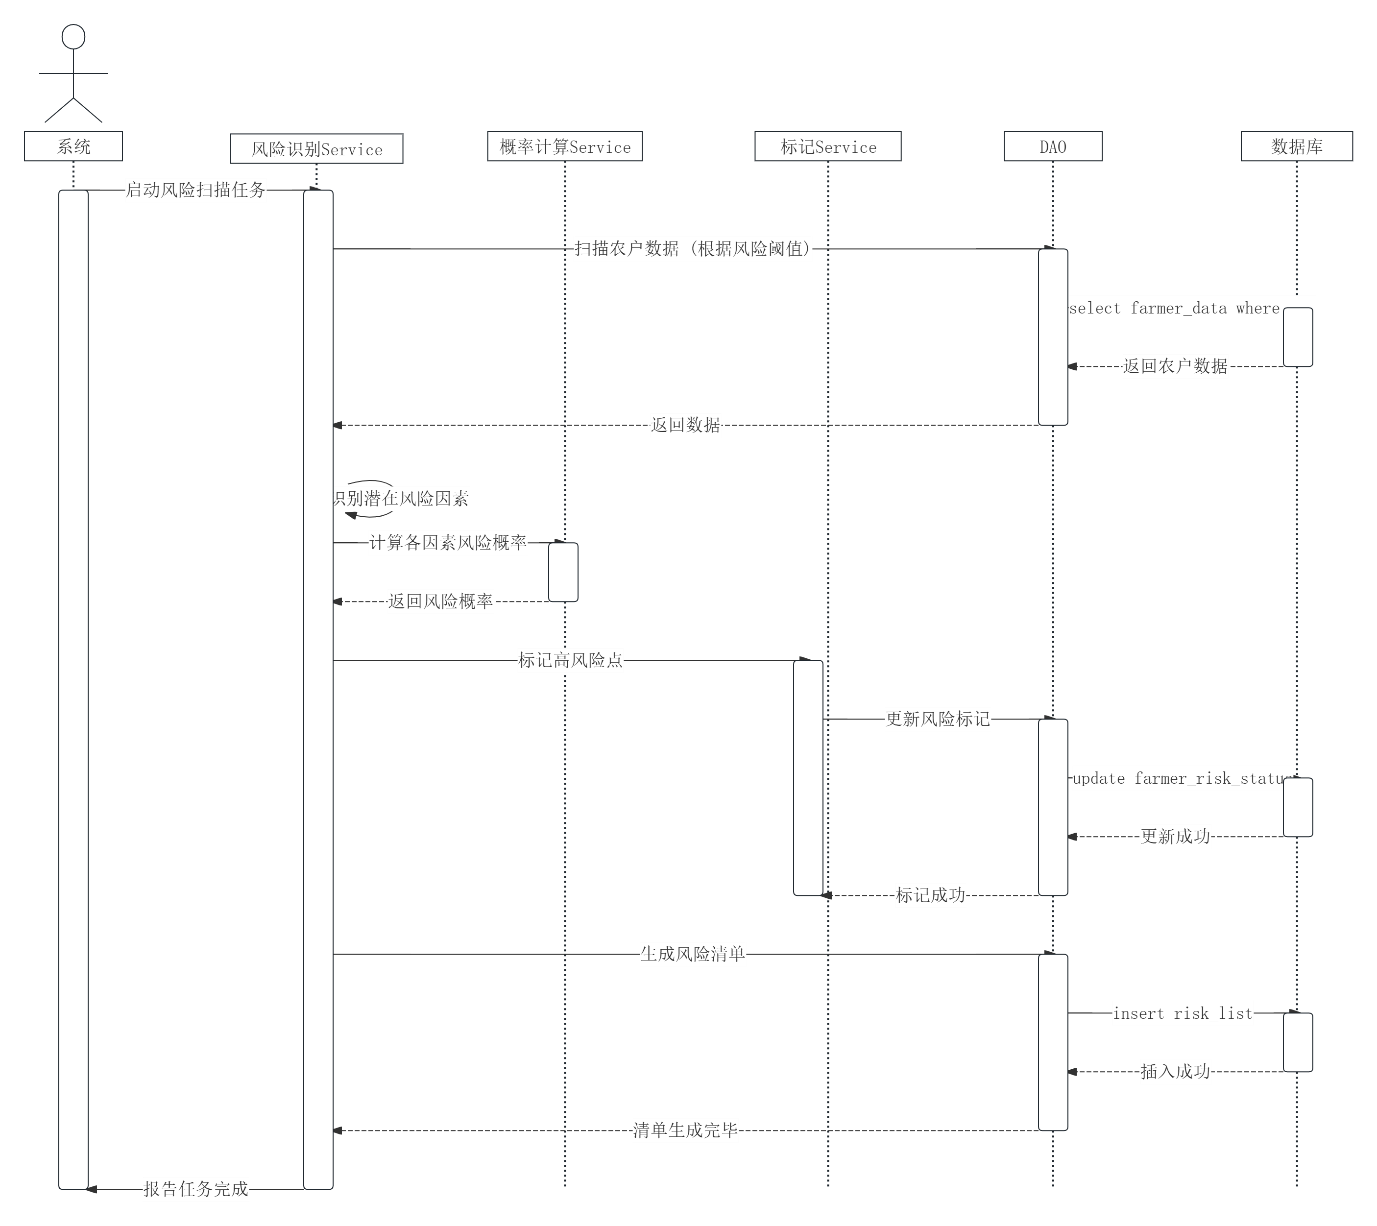 系统
风险识别Service
概率计算Service
标记Service
DAO
数据库
启动风险扫描任务
扫描农户数据 (根据风险阈值)
select farmer_data where
返回农户数据
返回数据
识别潜在风险因素
计算各因素风险概率
返回风险概率
标记高风险点
更新风险标记
update farmer_risk_statu
更新成功
标记成功
生成风险清单
insert risk list
插入成功
清单生成完毕
报告任务完成